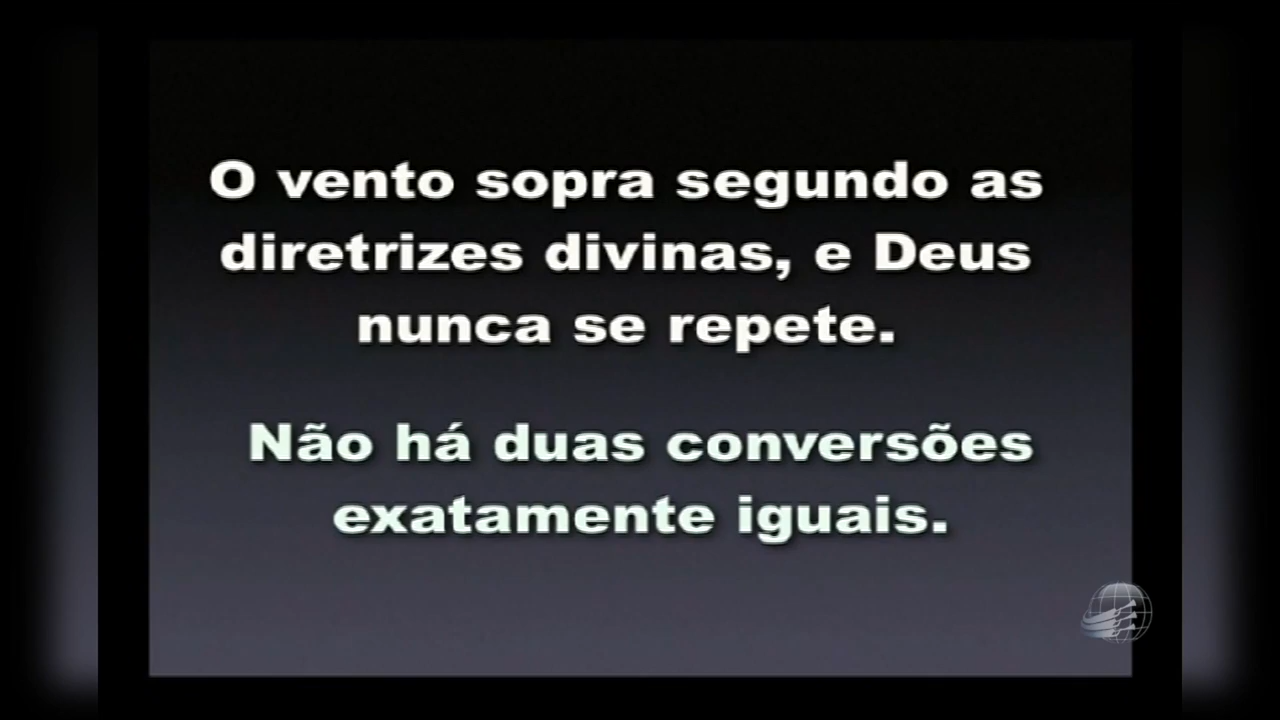 O vento sopra segundo as
diretrizes divinas, e Deus
nunca se repete.
Não há duas conversões
exatamente iguais.